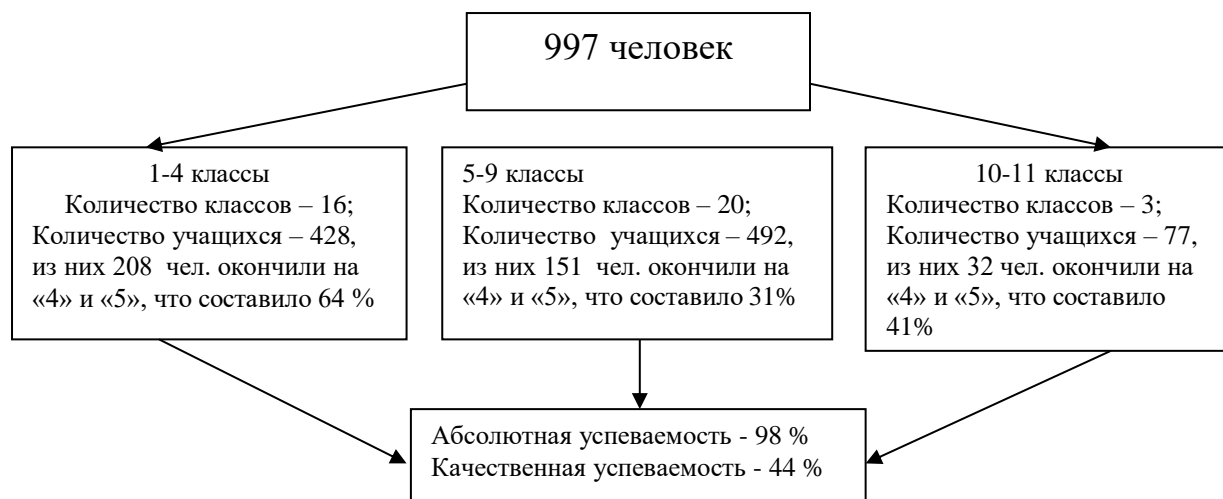 997 человек
1-4 классы
Количество классов – 16;
Количество учащихся – 428,
из них 208 чел. окончили на
«4» и «5», что составило 64 %
5-9 классы
Количество классов – 20;
Количество учащихся – 492,
из них 151 чел. окончили на
«4» и «5», что составило 31%
10-11 классы
Количество классов – 3;
Количество учащихся – 77,
из них 32 чел. окончили на
«4» и «5», что составило
41%
Абсолютная успеваемость - 98 %
Качественная успеваемость - 44 %